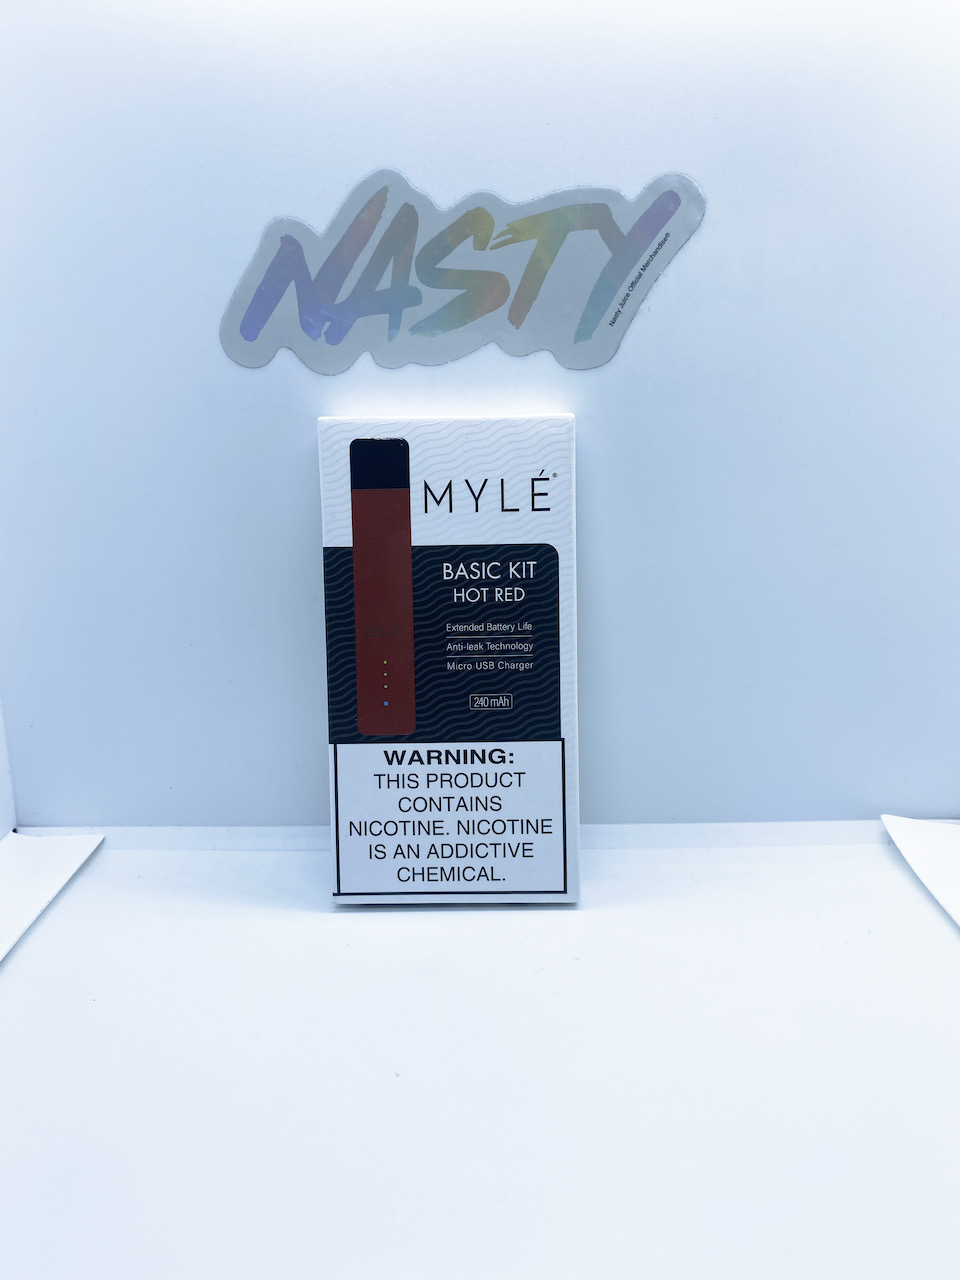 NASTY
Nasty Juice Official Merchandise®
MYLÉ®
BASIC KIT
HOT RED
Extended Battery Life
Anti-leak Technology
Micro USB Charger
240 mAh
WARNING:
THIS PRODUCT
CONTAINS
NICOTINE. NICOTINE
IS AN ADDICTIVE
CHEMICAL.